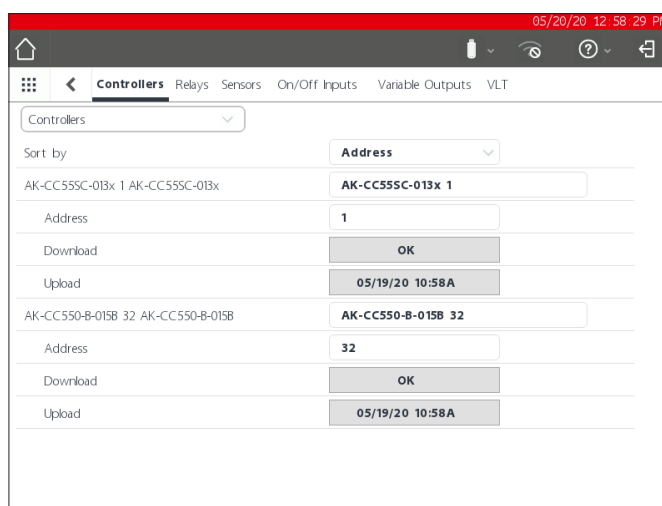 05/20/20 12:58:29 PM
Controllers Relays Sensors On/Off Inputs Variable Outputs VLT
Controllers
Sort by Address
AK-CC55SC-013x 1 AK-CC55SC-013x AK-CC55SC-013x 1
Address 1
Download OK
Upload 05/19/20 10:58A
AK-CC550-B-015B 32 AK-CC550-B-015B AK-CC550-B-015B 32
Address 32
Download OK
Upload 05/19/20 10:58A